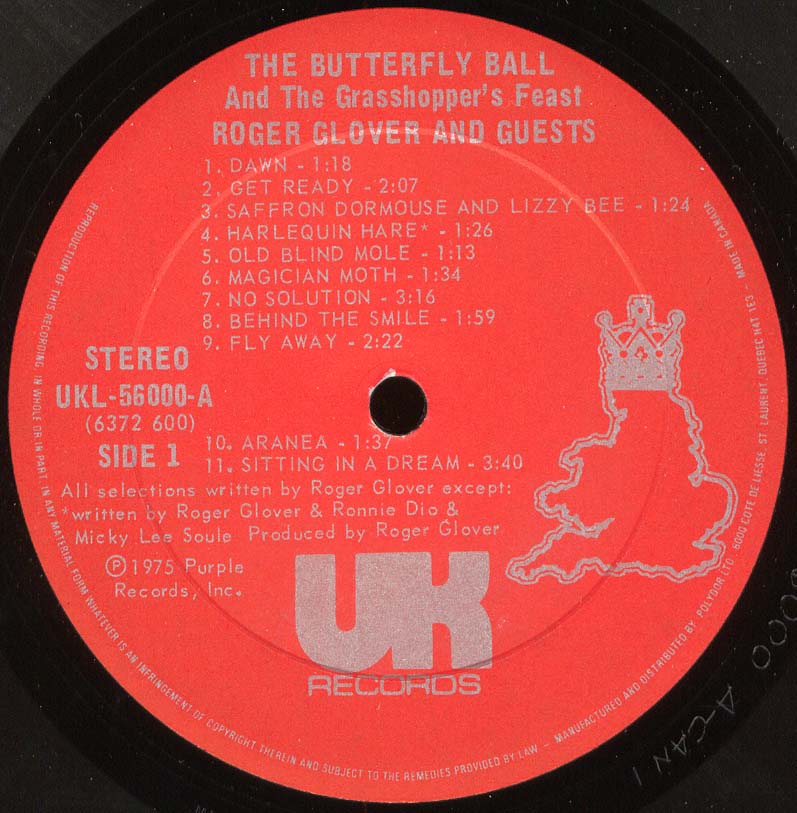 THE BUTTERFLY BALL
And The Grasshopper's Feast
ROGER GLOVER AND GUESTS
1. DAWN - 1:18
2. GET READY - 2:07
3. SAFFRON DORMOUSE AND LIZZY BEE - 1:24
4. HARLEQUIN HARE* - 1:26
5. OLD BLIND MOLE - 1:13
6. MAGICIAN MOTH - 1:34
7. NO SOLUTION - 3:16
8. BEHIND THE SMILE - 1:59
9. FLY AWAY - 2:22
STEREO
UKL-56000-A
(6372 600)
SIDE 1
10. ARANEA - 1:37
11. SITTING IN A DREAM - 3:40
All selections written by Roger Glover except:
*written by Roger Glover & Ronnie Dio &
Micky Lee Soule Produced by Roger Glover
℗ 1975 Purple
Records, Inc.
UK
RECORDS
REPRODUCTION OF THIS RECORDING, IN WHOLE OR IN PART, IN ANY MATERIAL FORM WHATEVER IS AN INFRINGEMENT OF COPYRIGHT THEREIN AND SUBJECT TO THE REMEDIES PROVIDED BY LAW – MANUFACTURED AND DISTRIBUTED BY POLYDOR LTD., 6000 COTE DE LIESSE, ST. LAURENT, QUEBEC H4T 1E3 – MADE IN CANADA
A-CAN 1